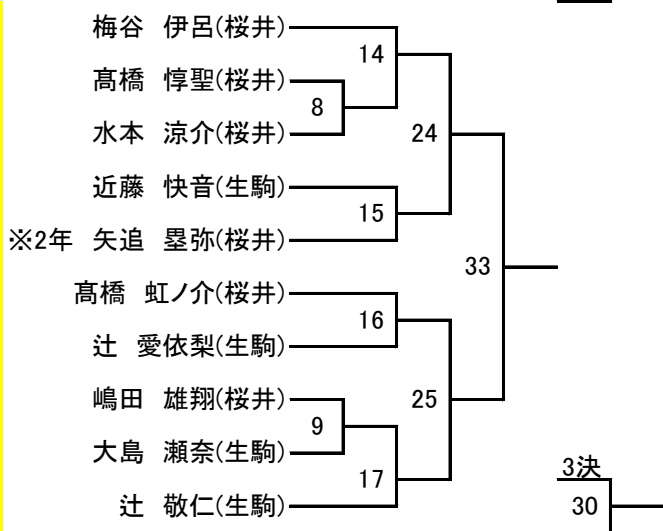 梅谷 伊呂(桜井)
14
髙橋 惇聖(桜井)
8
水本 涼介(桜井)
24
近藤 快音(生駒)
15
※2年 矢追 塁弥(桜井)
33
髙橋 虹ノ介(桜井)
16
辻 愛依梨(生駒)
嶋田 雄翔(桜井)
25
9
大島 瀬奈(生駒)
3決
17
辻 敬仁(生駒)
30